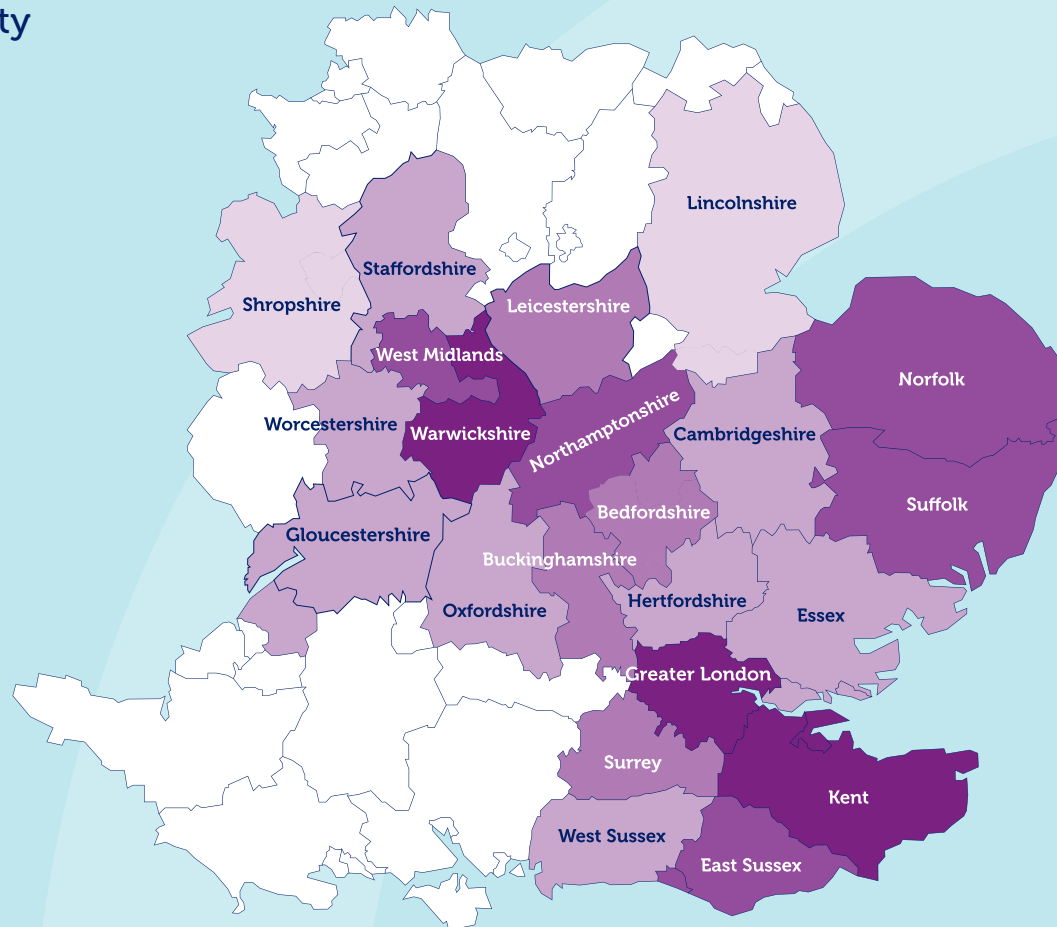 ty
Lincolnshire
Staffordshire
Shropshire
Leicestershire
West Midlands
Norfolk
Worcestershire
Warwickshire
Northamptonshire
Cambridgeshire
Suffolk
Bedfordshire
Gloucestershire
Buckinghamshire
Oxfordshire
Hertfordshire
Essex
Greater London
Surrey
Kent
West Sussex
East Sussex